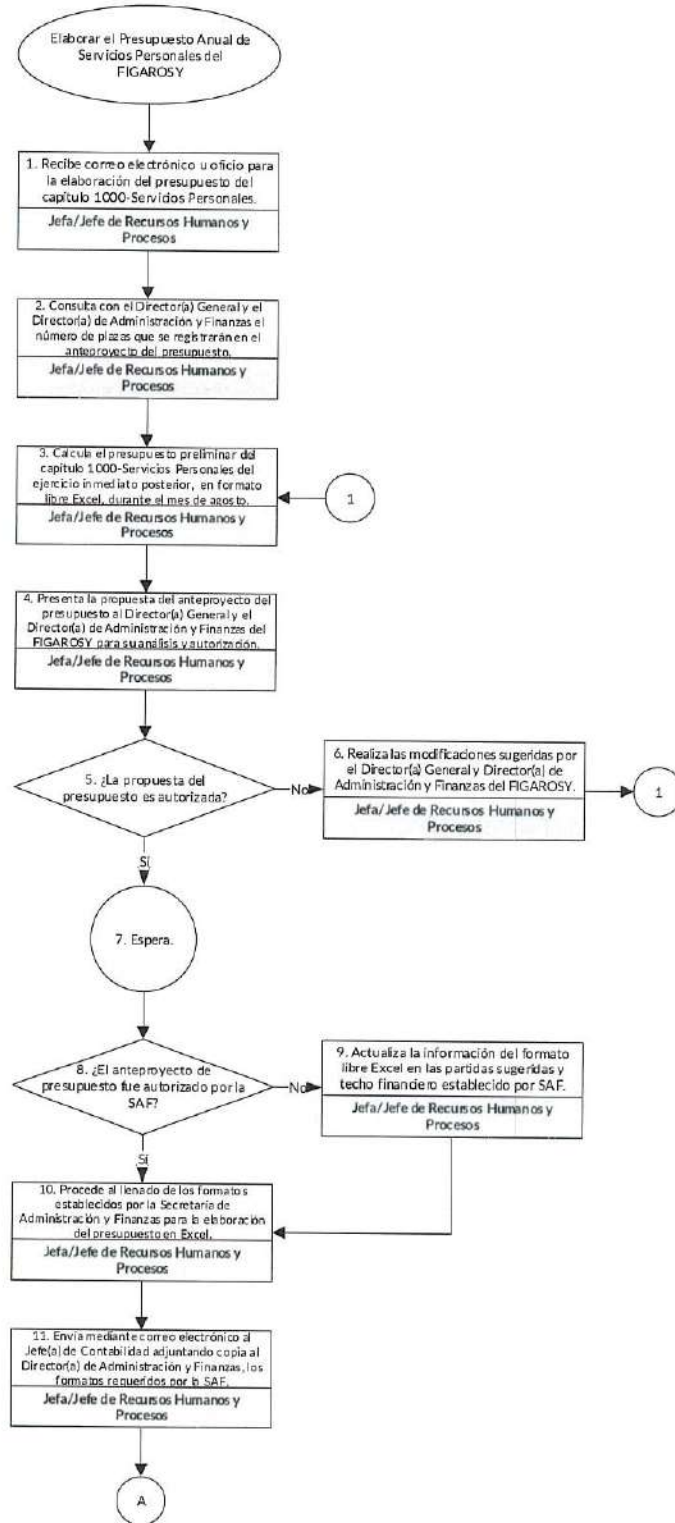 Elaborar el Presupuesto Anual de
Servicios Personales del
FIGAROSY
1. Recibe correo electrónico u oficio para
la elaboración del presupuesto del
capítulo 1000-Servicios Personales.
Jefa/Jefe de Recursos Humanos y
Procesos
2. Consulta con el Director(a) General y el
Director(a) de Administración y Finanzas el
número de plazas que se registrarán en el
anteproyecto del presupuesto.
Jefa/Jefe de Recursos Humanos y
Procesos
3. Calcula el presupuesto preliminar del
capítulo 1000-Servicios Personales del
ejercicio inmediato posterior, en formato
libre Excel, durante el mes de agosto.
Jefa/Jefe de Recursos Humanos y
Procesos
1
4. Presenta la propuesta del anteproyecto del
presupuesto al Director(a) General y el
Director(a) de Administración y Finanzas del
FIGAROSY para su análisis y autorización.
Jefa/Jefe de Recursos Humanos y
Procesos
5. ¿La propuesta del
presupuesto es autorizada?
No
6. Realiza las modificaciones sugeridas por
el Director(a) General y Director(a) de
Administración y Finanzas del FIGAROSY.
Jefa/Jefe de Recursos Humanos y
Procesos
1
Sí
7. Espera.
8. ¿El anteproyecto de
presupuesto fue autorizado por la
SAF?
No
9. Actualiza la información del formato
libre Excel en las partidas sugeridas y
techo financiero establecido por SAF.
Jefa/Jefe de Recursos Humanos y
Procesos
Sí
10. Procede al llenado de los formatos
establecidos por la Secretaría de
Administración y Finanzas para la elaboración
del presupuesto en Excel.
Jefa/Jefe de Recursos Humanos y
Procesos
11. Envía mediante correo electrónico al
Jefe(a) de Contabilidad adjuntando copia al
Director(a) de Administración y Finanzas, los
formatos requeridos por la SAF.
Jefa/Jefe de Recursos Humanos y
Procesos
A